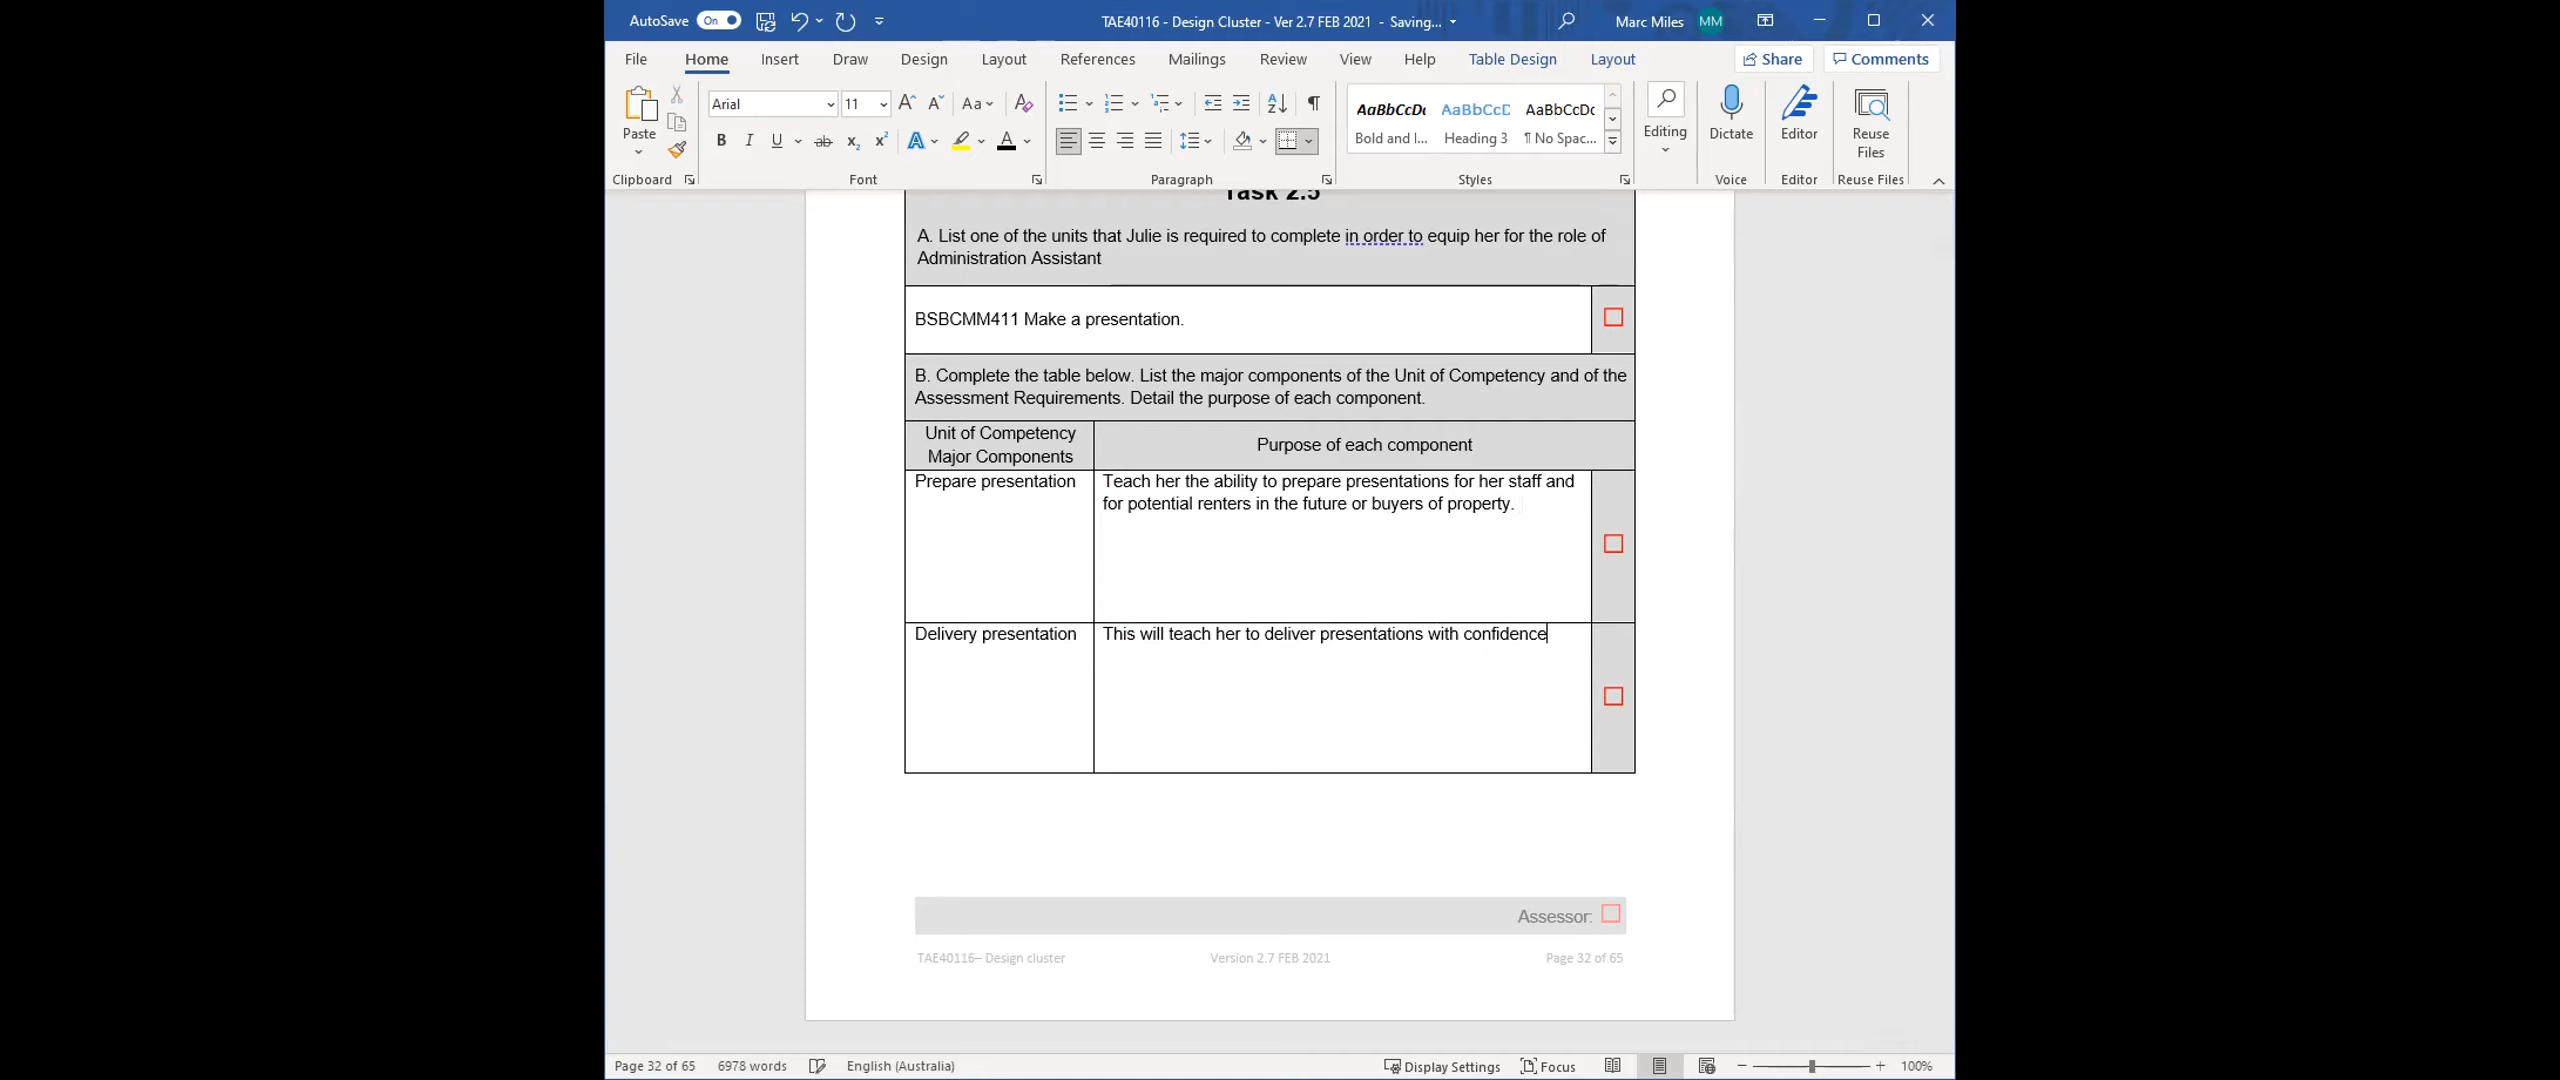 AutoSave On TAE40116 - Design Cluster - Ver 2.7 FEB 2021 - Saving... Marc Miles MM
File Home Insert Draw Design Layout References Mailings Review View Help Table Design Layout Share Comments
Paste Arial 11 Aa AaBbCcDc AaBbCcD AaBbCcDc Editing Dictate Editor Reuse Files
B I U ab x₂ x² A A Bold and I... Heading 3 ¶ No Spac...
Clipboard Font Paragraph Styles Voice Editor Reuse Files
Task 2.5
A. List one of the units that Julie is required to complete in order to equip her for the role of
Administration Assistant
BSBCMM411 Make a presentation.
B. Complete the table below. List the major components of the Unit of Competency and of the
Assessment Requirements. Detail the purpose of each component.
Unit of Competency
Major Components
Purpose of each component
Prepare presentation
Teach her the ability to prepare presentations for her staff and
for potential renters in the future or buyers of property.
Delivery presentation
This will teach her to deliver presentations with confidence
Assessor:
TAE40116– Design cluster Version 2.7 FEB 2021 Page 32 of 65
Page 32 of 65 6978 words English (Australia) Display Settings Focus 100%